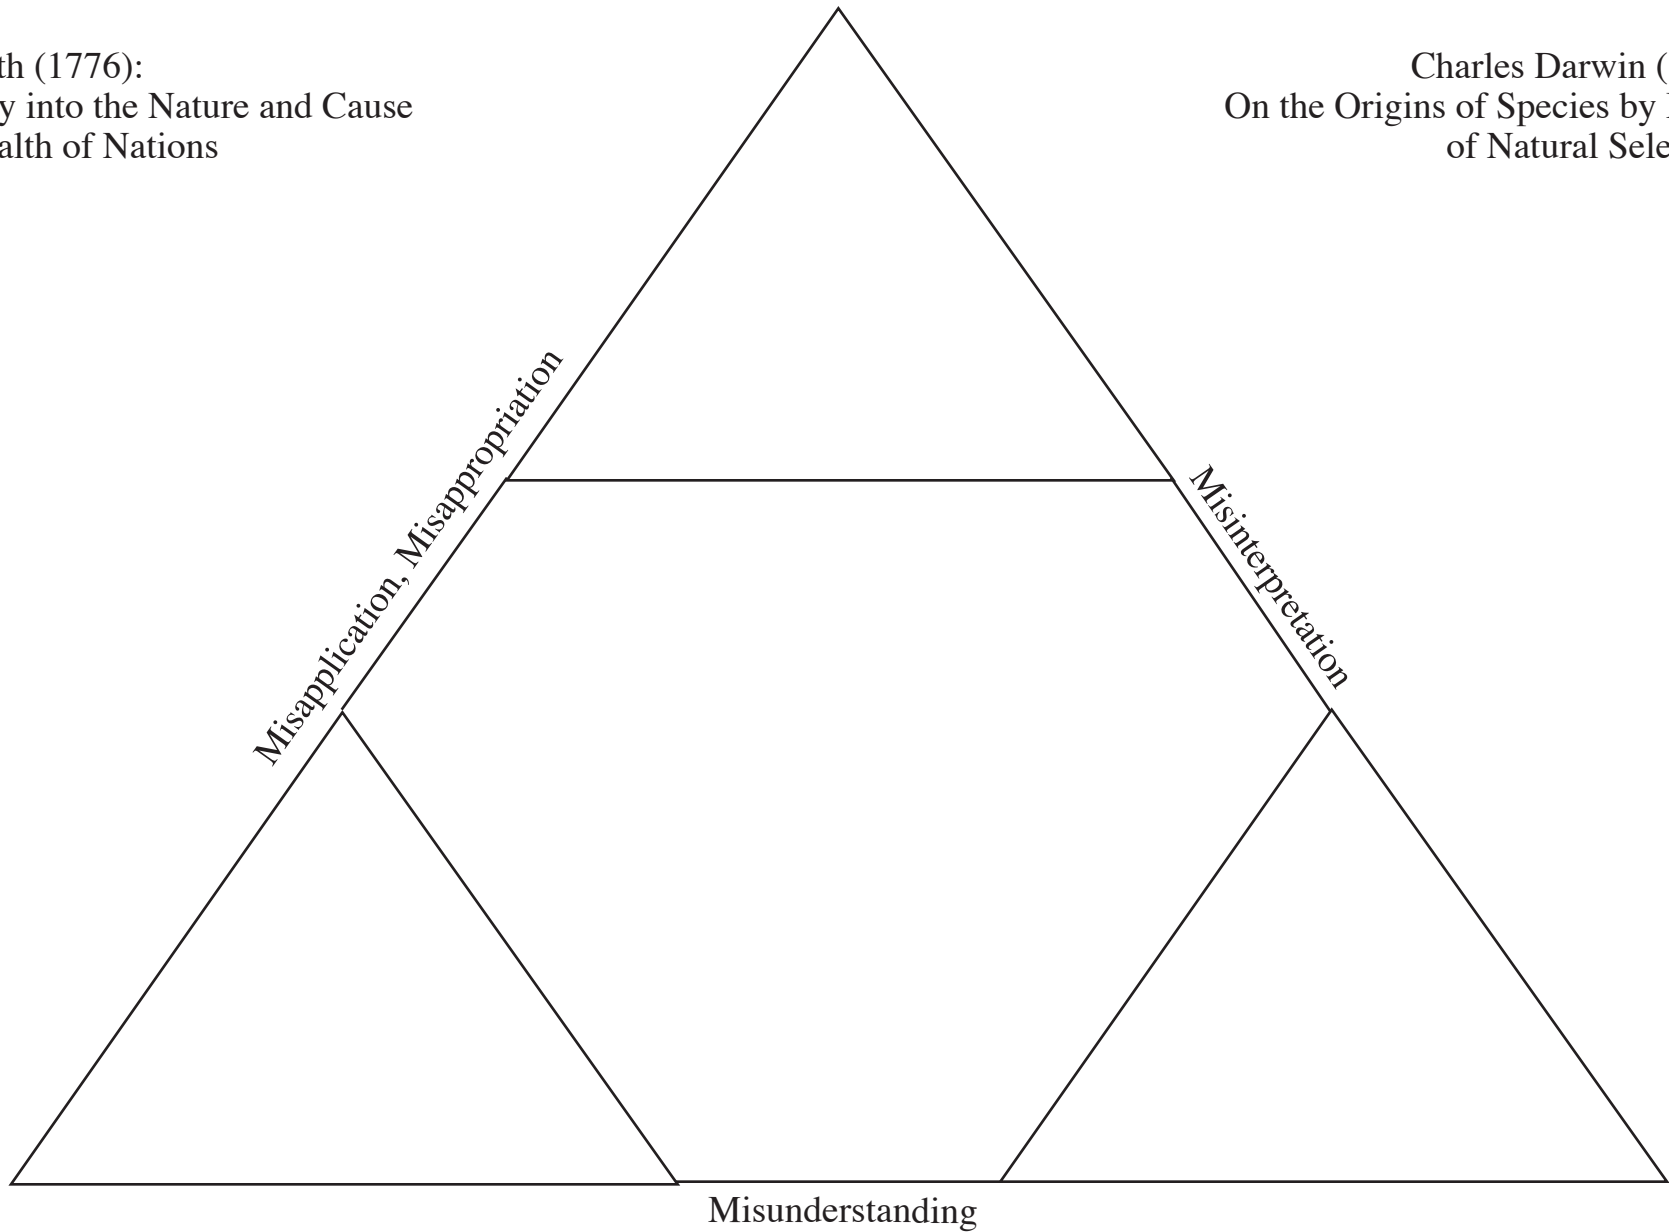 th (1776):
y into the Nature and Cause
alth of Nations
Charles Darwin (
On the Origins of Species by
of Natural Sele
Misapplication, Misappropriation
Misinterpretation
Misunderstanding